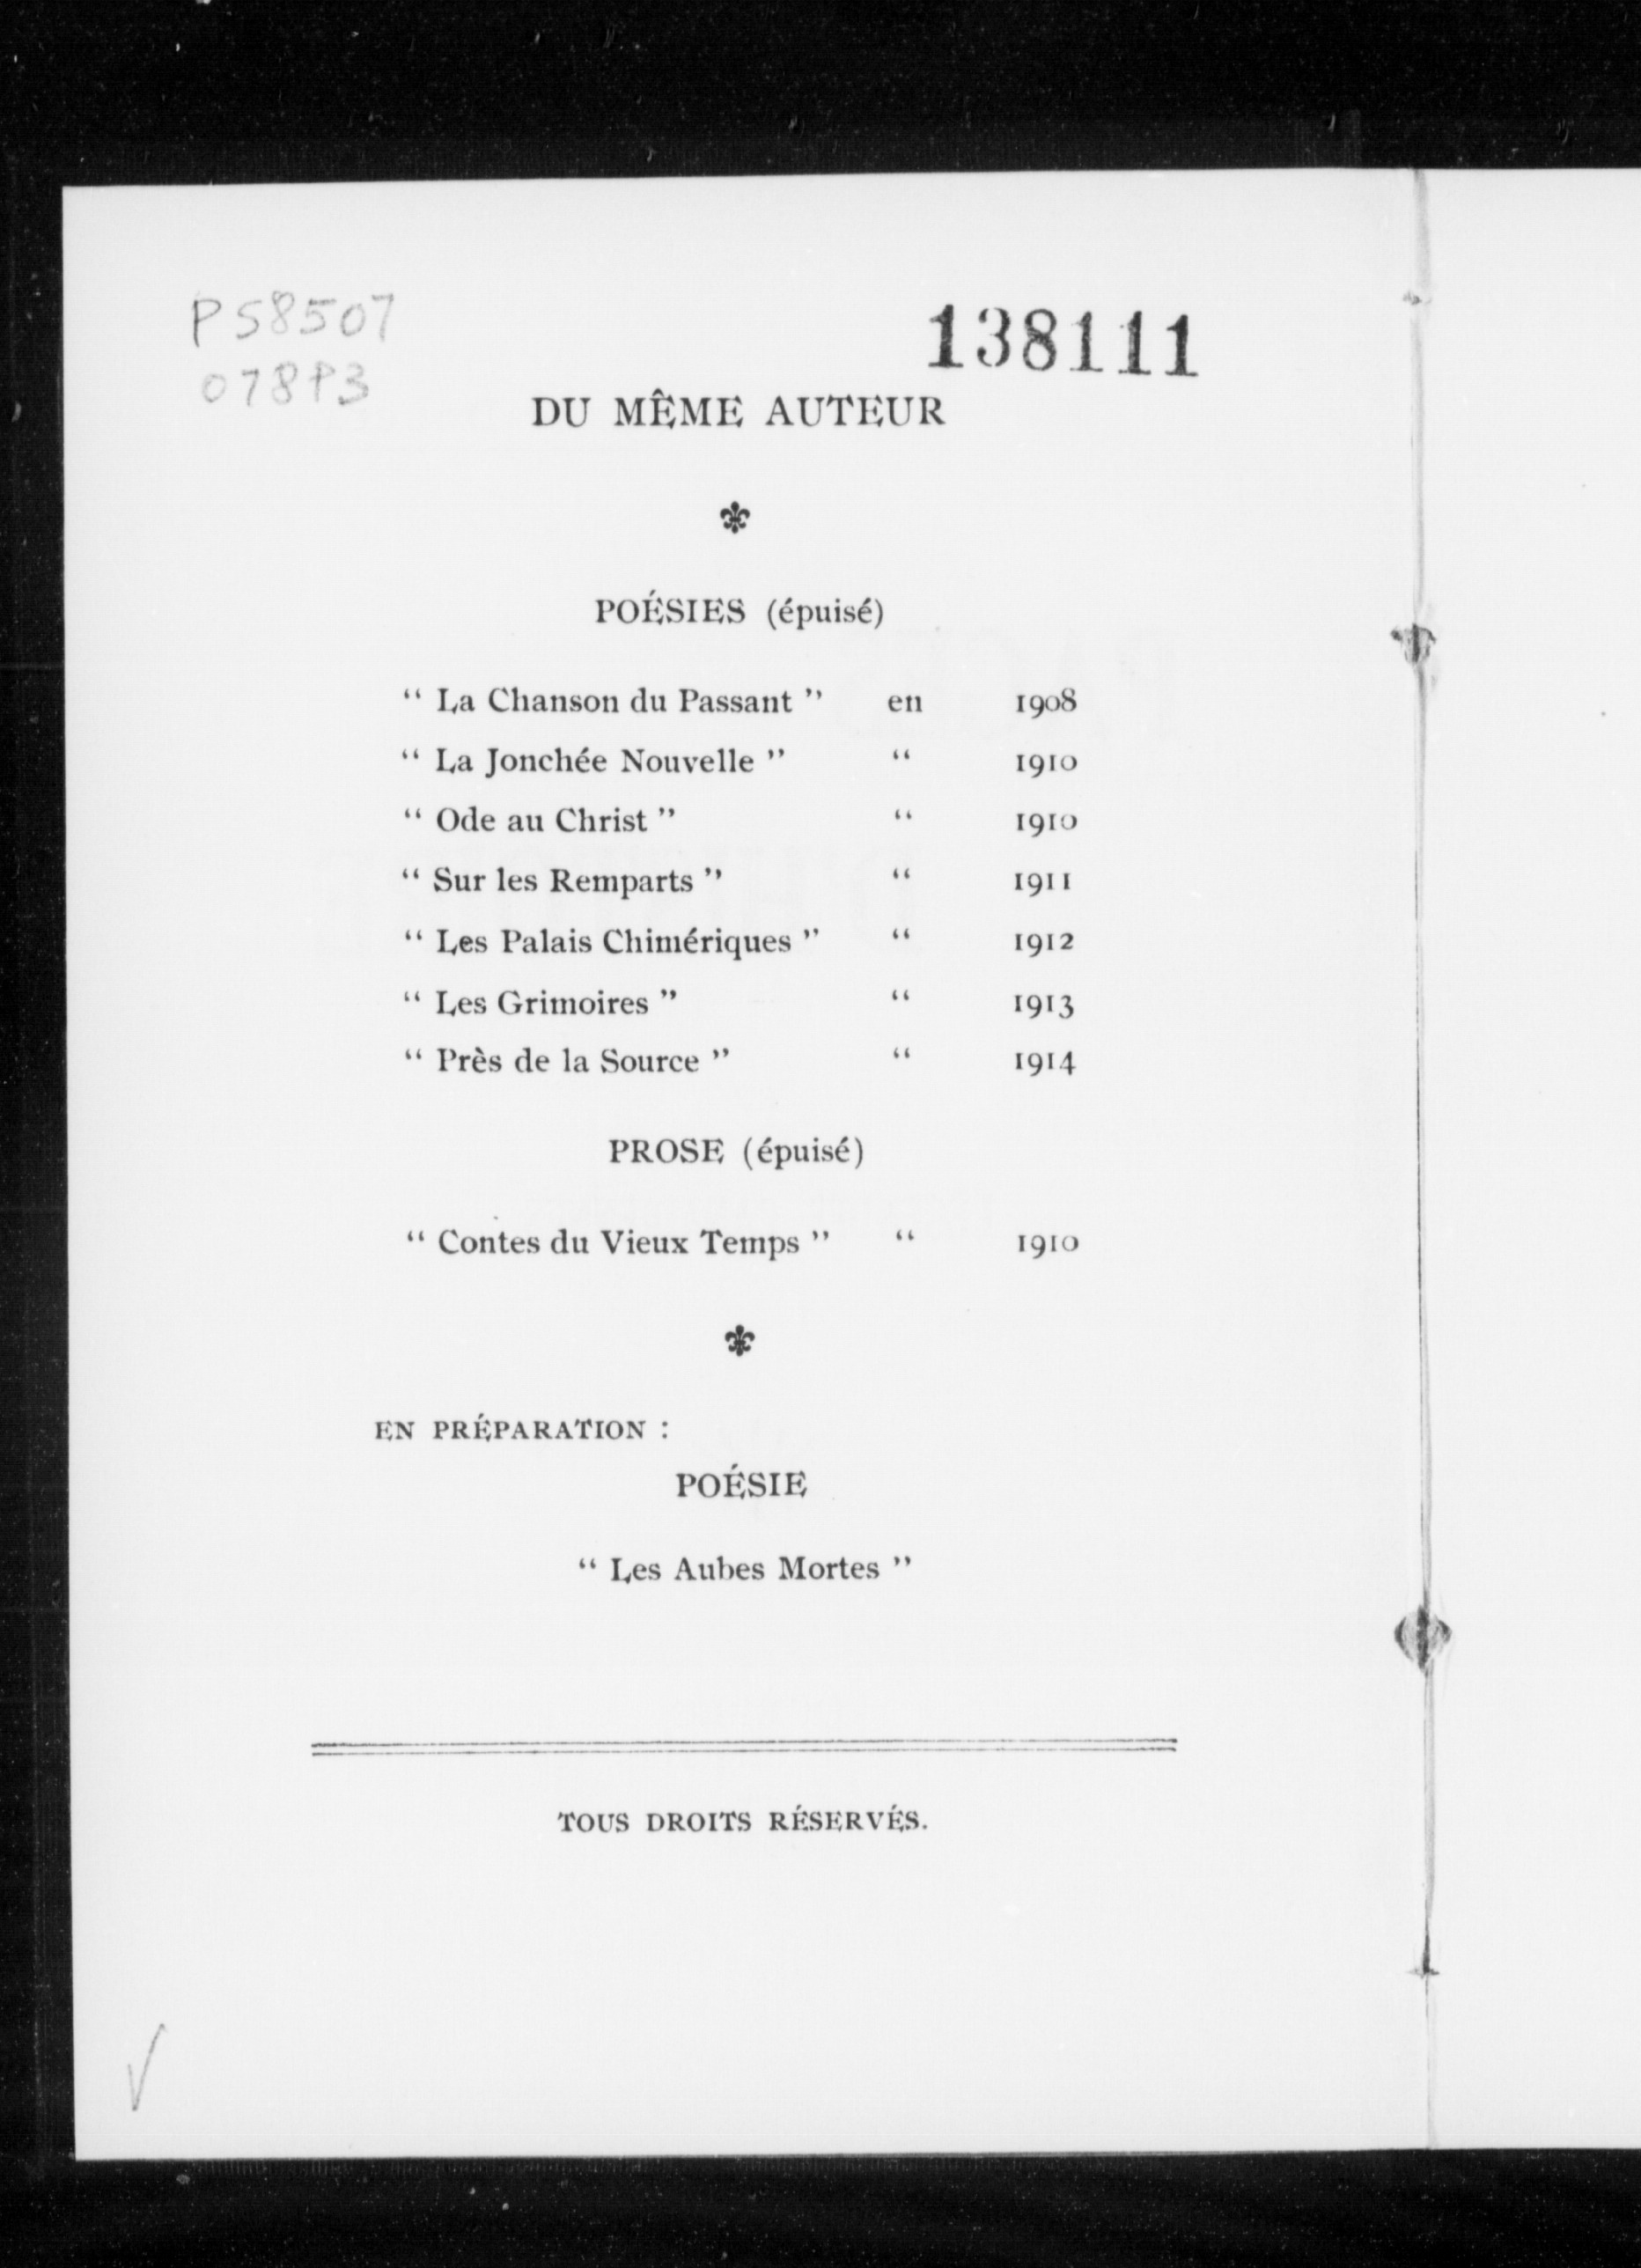 PS8507
O78P3
138111
DU MÊME AUTEUR
POÉSIES (épuisé)
“ La Chanson du Passant ” en 1908
“ La Jonchée Nouvelle ” “ 1910
“ Ode au Christ ” “ 1910
“ Sur les Remparts ” “ 1911
“ Les Palais Chimériques ” “ 1912
“ Les Grimoires ” “ 1913
“ Près de la Source ” “ 1914
PROSE (épuisé)
“ Contes du Vieux Temps ” “ 1910
EN PRÉPARATION :
POÉSIE
“ Les Aubes Mortes ”
TOUS DROITS RÉSERVÉS.